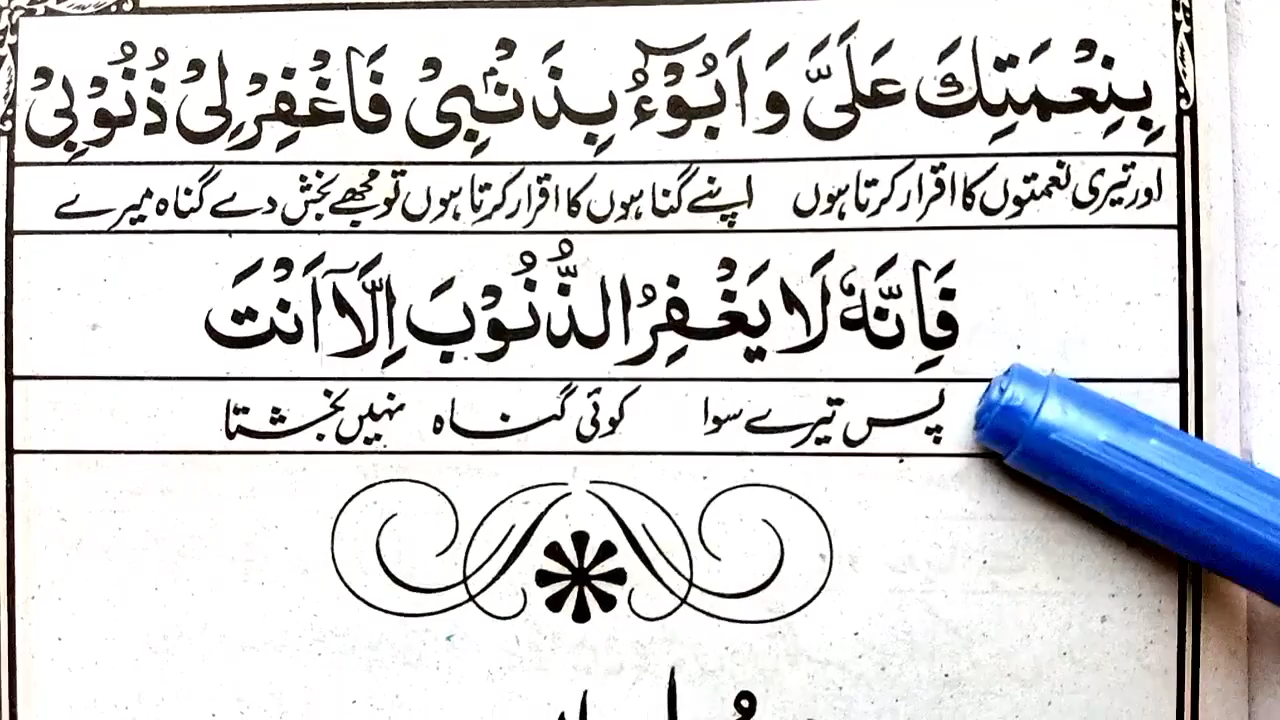 بِنِعْمَتِكَ عَلَىَّ وَاَبُوْٓءُ بِذَنْۢبِىْ فَاغْفِرْلِىْ ذُنُوْبِىْ
اور تیری نعمتوں کا اقرار کرتا ہوں اپنے گناہوں کا اقرار کرتا ہوں تو مجھے بخش دے گناہ میرے
فَاِنَّهٗ لَا يَغْفِرُ الذُّنُوْبَ اِلَّآ اَنْتَ
پس تیرے سوا کوئی گناہ نہیں بخشتا